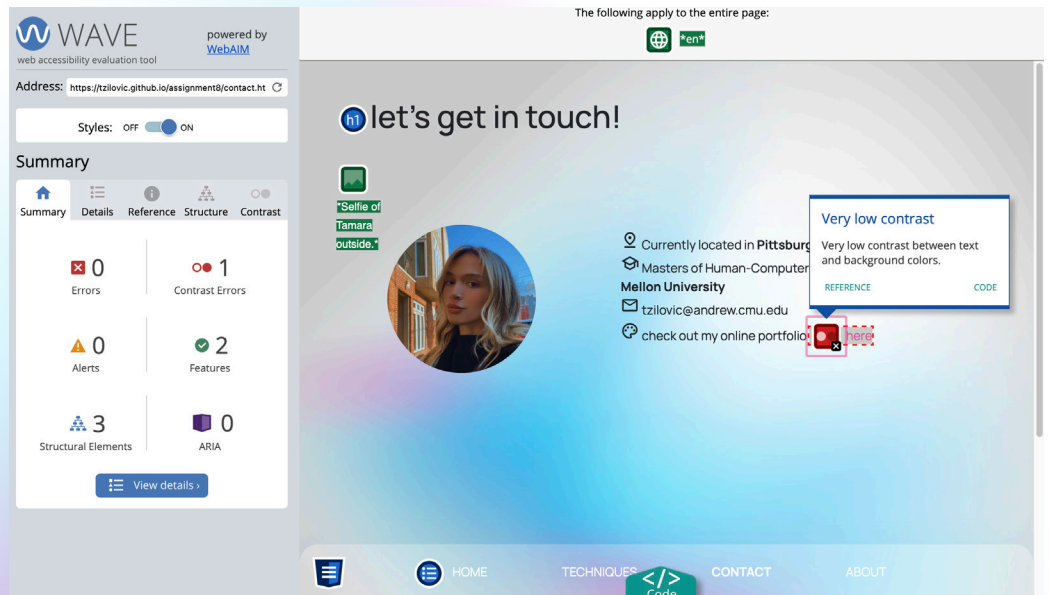 The following apply to the entire page:
*en*
WAVE
powered by
WebAIM
web accessibility evaluation tool
Address: https://tzilovic.github.io/assignment8/contact.ht
Styles: OFF ON
Summary
Summary Details Reference Structure Contrast
0 Errors
1 Contrast Errors
0 Alerts
2 Features
3 Structural Elements
0 ARIA
View details ›
h1 let's get in touch!
*Selfie of
Tamara
outside.*
Currently located in Pittsburg
Masters of Human-Computer
Mellon University
tzilovic@andrew.cmu.edu
check out my online portfolio here
Very low contrast
Very low contrast between text
and background colors.
REFERENCE CODE
HOME TECHNIQUES CONTACT ABOUT
</>
Code